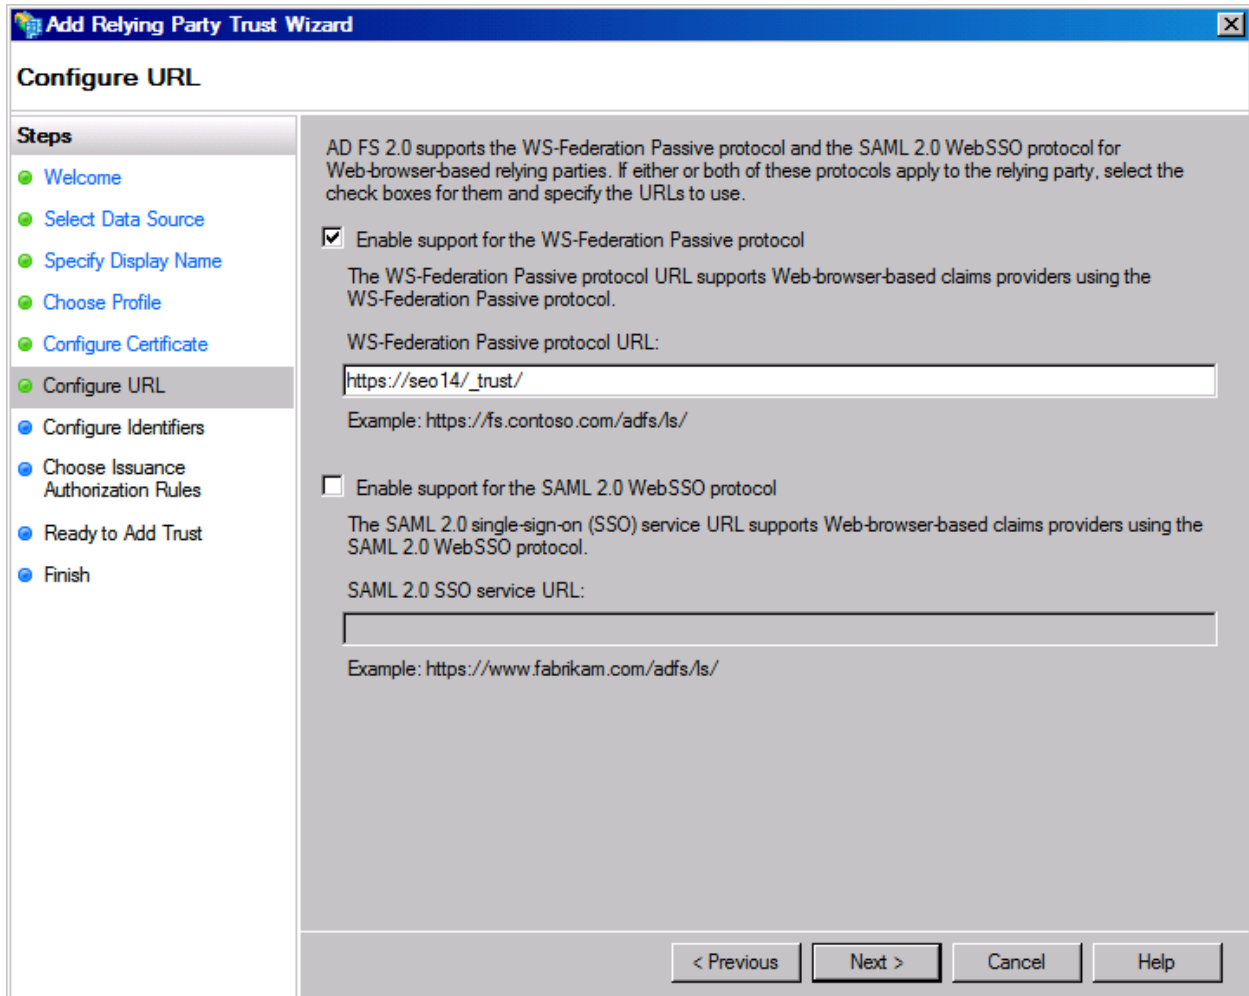 Add Relying Party Trust Wizard
Configure URL
Steps
Welcome
Select Data Source
Specify Display Name
Choose Profile
Configure Certificate
Configure URL
Configure Identifiers
Choose Issuance
Authorization Rules
Ready to Add Trust
Finish
AD FS 2.0 supports the WS-Federation Passive protocol and the SAML 2.0 WebSSO protocol for
Web-browser-based relying parties. If either or both of these protocols apply to the relying party, select the
check boxes for them and specify the URLs to use.
Enable support for the WS-Federation Passive protocol
The WS-Federation Passive protocol URL supports Web-browser-based claims providers using the
WS-Federation Passive protocol.
WS-Federation Passive protocol URL:
https://seo14/_trust/
Example: https://fs.contoso.com/adfs/ls/
Enable support for the SAML 2.0 WebSSO protocol
The SAML 2.0 single-sign-on (SSO) service URL supports Web-browser-based claims providers using the
SAML 2.0 WebSSO protocol.
SAML 2.0 SSO service URL:
Example: https://www.fabrikam.com/adfs/ls/
< Previous
Next >
Cancel
Help